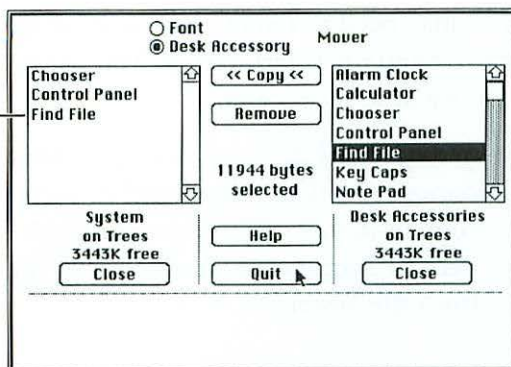 Font
Desk Accessory
Mover
Chooser
Control Panel
Find File
<< Copy <<
Remove
11944 bytes
selected
Help
Quit
Alarm Clock
Calculator
Chooser
Control Panel
Find File
Key Caps
Note Pad
System
on Trees
3443K free
Close
Desk Accessories
on Trees
3443K free
Close